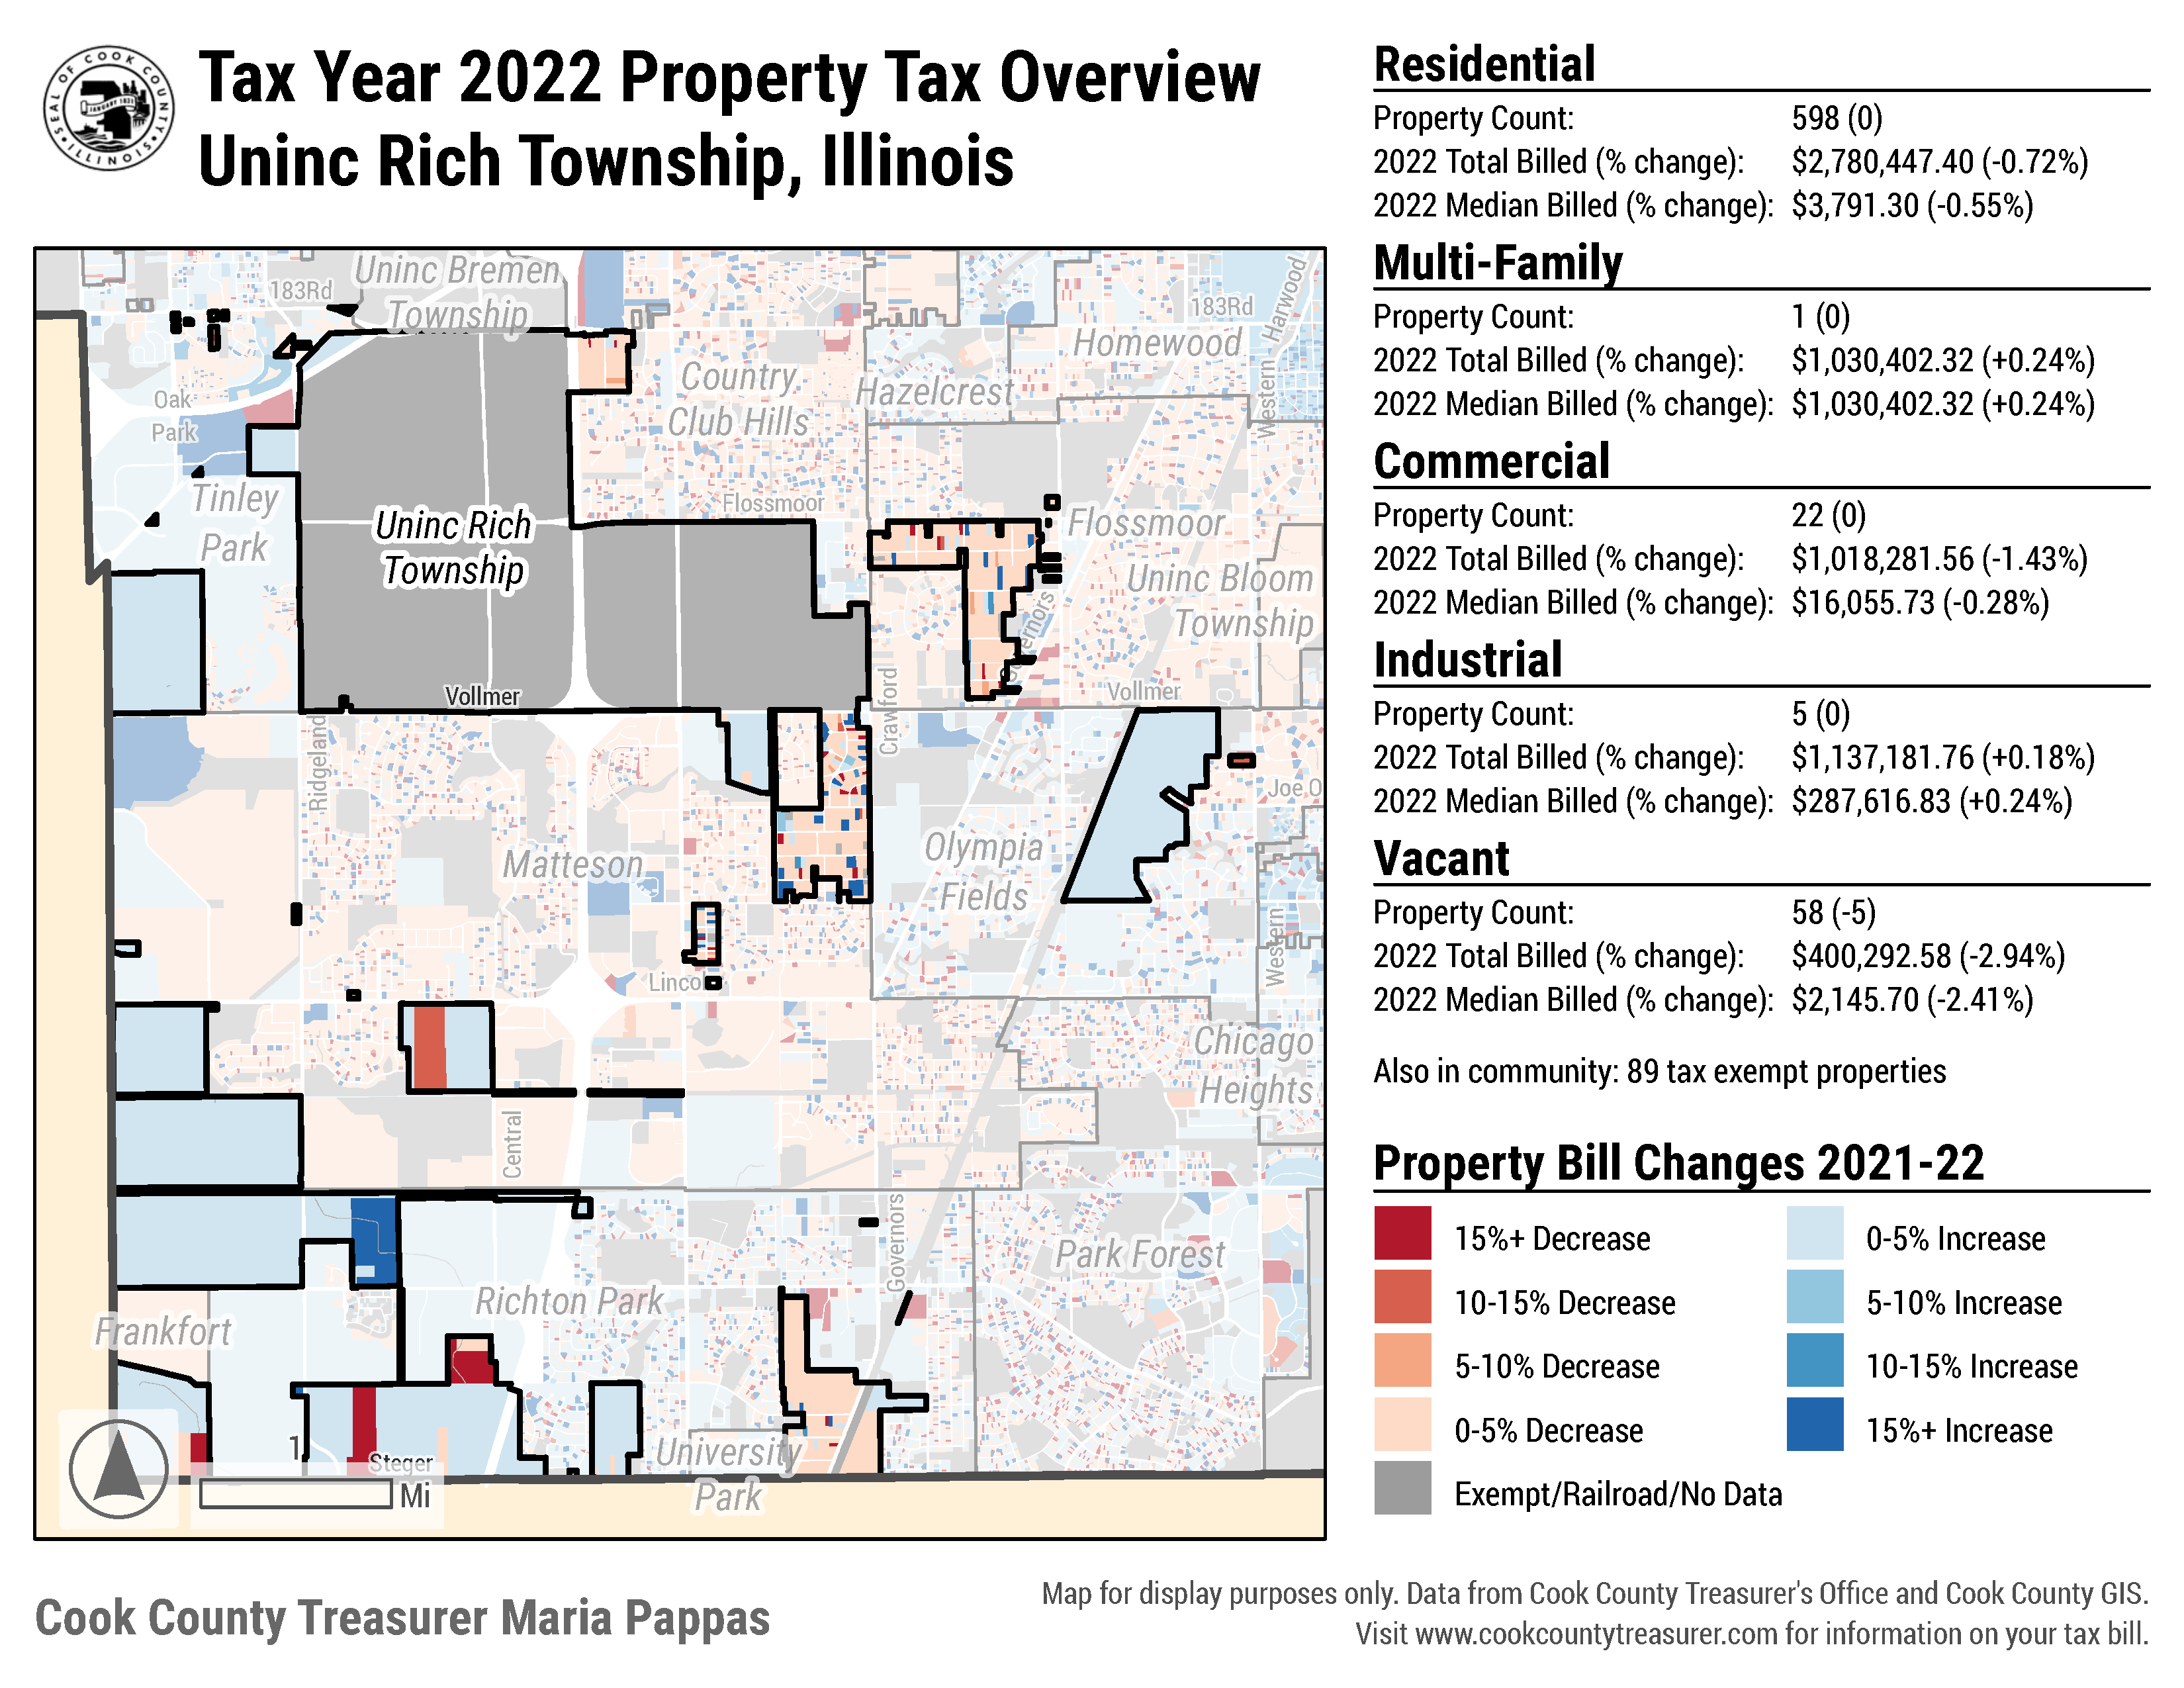 SEAL OF COOK COUNTY
JANUARY 1831
ILLINOIS
Tax Year 2022 Property Tax Overview
Uninc Rich Township, Illinois
Residential
Property Count: 598 (0)
2022 Total Billed (% change): $2,780,447.40 (-0.72%)
2022 Median Billed (% change): $3,791.30 (-0.55%)
Multi-Family
Property Count: 1 (0)
2022 Total Billed (% change): $1,030,402.32 (+0.24%)
2022 Median Billed (% change): $1,030,402.32 (+0.24%)
Commercial
Property Count: 22 (0)
2022 Total Billed (% change): $1,018,281.56 (-1.43%)
2022 Median Billed (% change): $16,055.73 (-0.28%)
Industrial
Property Count: 5 (0)
2022 Total Billed (% change): $1,137,181.76 (+0.18%)
2022 Median Billed (% change): $287,616.83 (+0.24%)
Vacant
Property Count: 58 (-5)
2022 Total Billed (% change): $400,292.58 (-2.94%)
2022 Median Billed (% change): $2,145.70 (-2.41%)
Also in community: 89 tax exempt properties
Property Bill Changes 2021-22
15%+ Decrease
10-15% Decrease
5-10% Decrease
0-5% Decrease
Exempt/Railroad/No Data
0-5% Increase
5-10% Increase
10-15% Increase
15%+ Increase
Uninc Bremen
Township
183Rd
183Rd
Harwood
Homewood
Country
Club Hills
Hazelcrest
Western
Oak
Park
Tinley
Park
Flossmoor
Flossmoor
Uninc Rich
Township
Uninc Bloom
Township
Governors
Vollmer
Vollmer
Crawford
Ridgeland
Joe O
Matteson
Olympia
Fields
Western
Linco
Chicago
Heights
Central
Governors
Park Forest
Richton Park
Frankfort
University
Park
Steger
1
Mi
Cook County Treasurer Maria Pappas
Map for display purposes only. Data from Cook County Treasurer's Office and Cook County GIS.
Visit www.cookcountytreasurer.com for information on your tax bill.